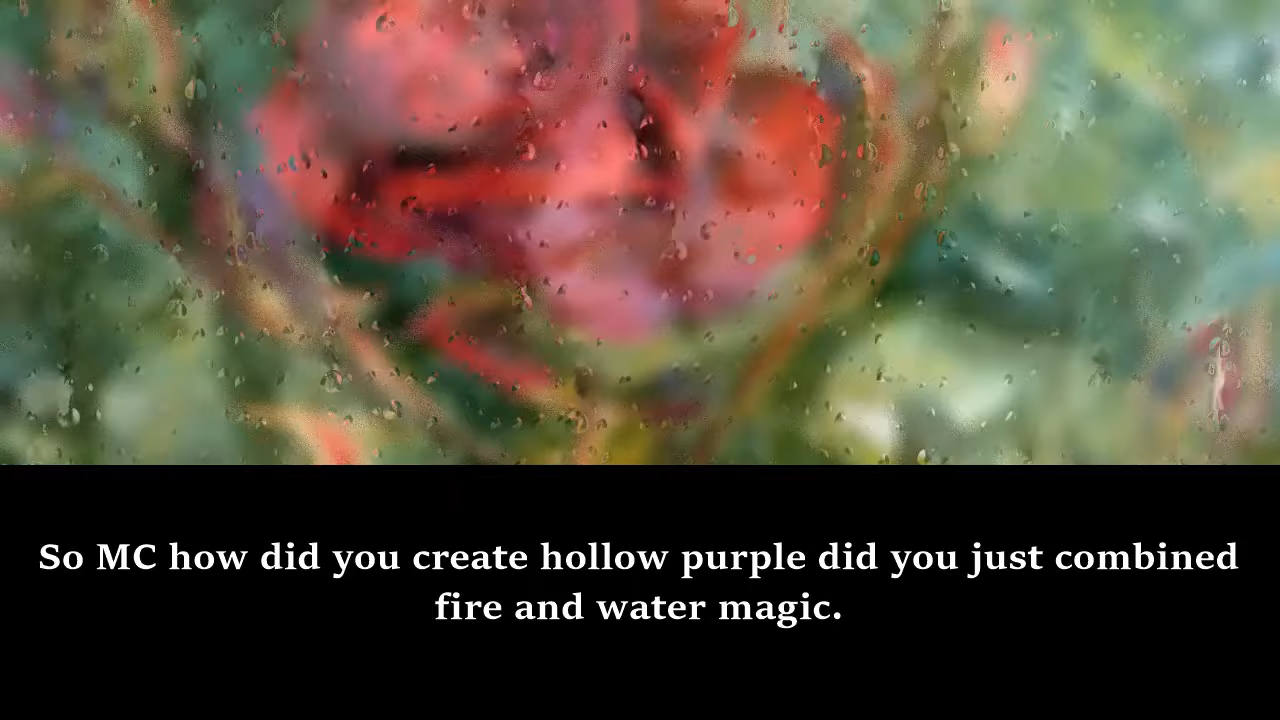 So MC how did you create hollow purple did you just combined
fire and water magic.